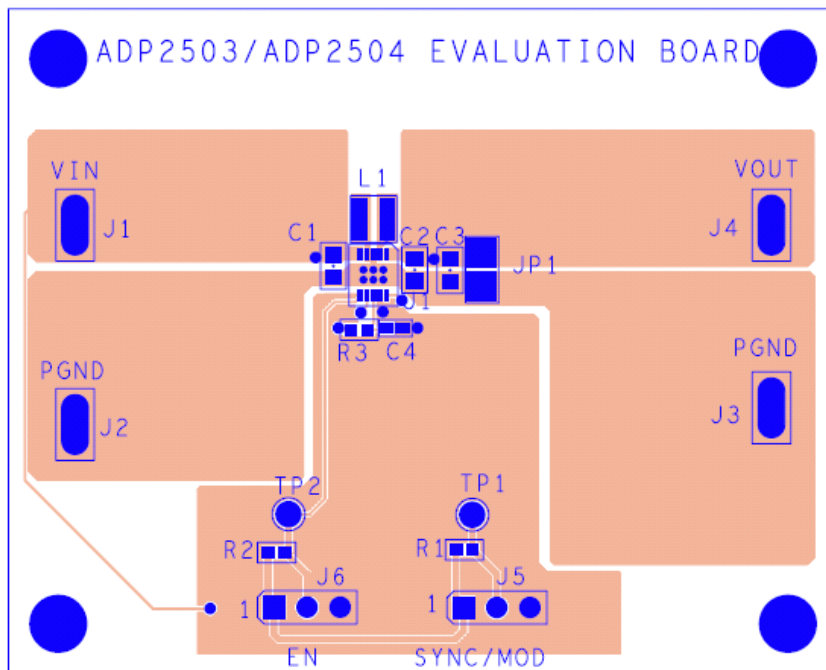 ADP2503/ADP2504 EVALUATION BOARD
VIN
L1
VOUT
J1
C1
C2
C3
J4
JP1
R3
C4
PGND
PGND
J2
J3
TP2
TP1
R2
R1
J6
J5
1
1
EN
SYNC/MOD